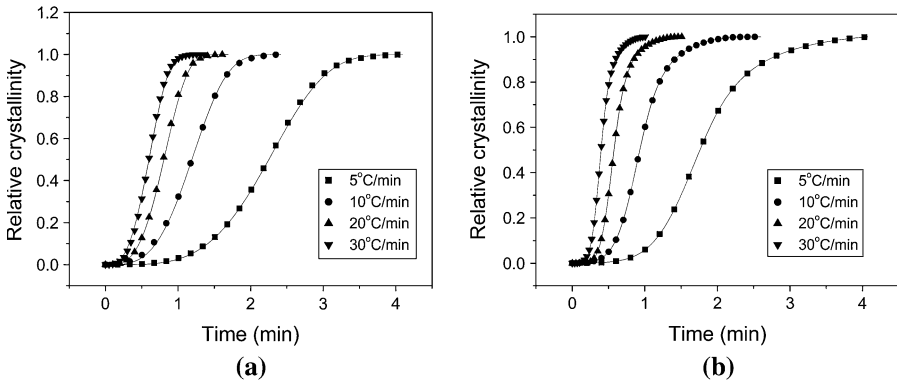 1.2
1.0
0.8
0.6
0.4
0.2
0.0
Relative crystallinity
5°C/min
10°C/min
20°C/min
30°C/min
0 1 2 3 4
Time (min)
(a)
1.0
0.8
0.6
0.4
0.2
0.0
Relative crystallinity
5°C/min
10°C/min
20°C/min
30°C/min
0 1 2 3 4
Time (min)
(b)